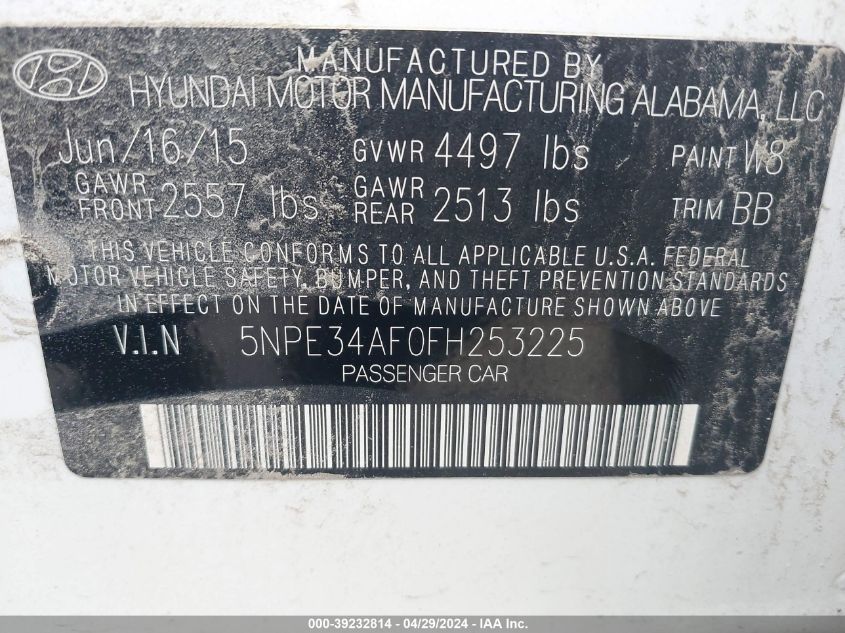 MANUFACTURED BY
HYUNDAI MOTOR MANUFACTURING ALABAMA, LLC
Jun/16/15 GVWR 4497 lbs PAINT W8
GAWR FRONT 2557 lbs GAWR REAR 2513 lbs TRIM BB
THIS VEHICLE CONFORMS TO ALL APPLICABLE U.S.A. FEDERAL
MOTOR VEHICLE SAFETY, BUMPER, AND THEFT PREVENTION STANDARDS
IN EFFECT ON THE DATE OF MANUFACTURE SHOWN ABOVE
V.I.N 5NPE34AF0FH253225
PASSENGER CAR
000-39232814 - 04/29/2024 - IAA Inc.